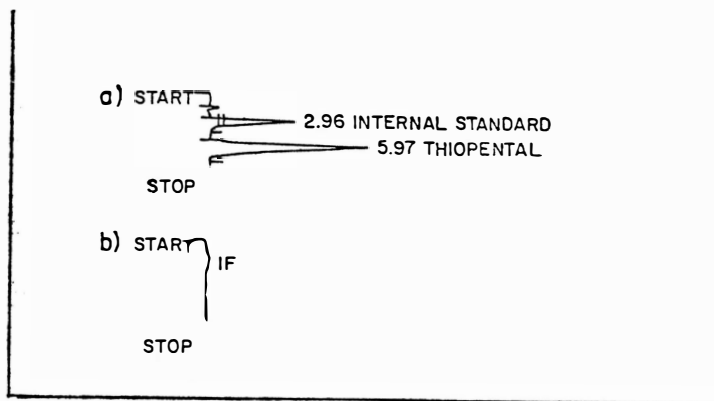 a) START
2.96 INTERNAL STANDARD
5.97 THIOPENTAL
STOP
b) START
IF
STOP